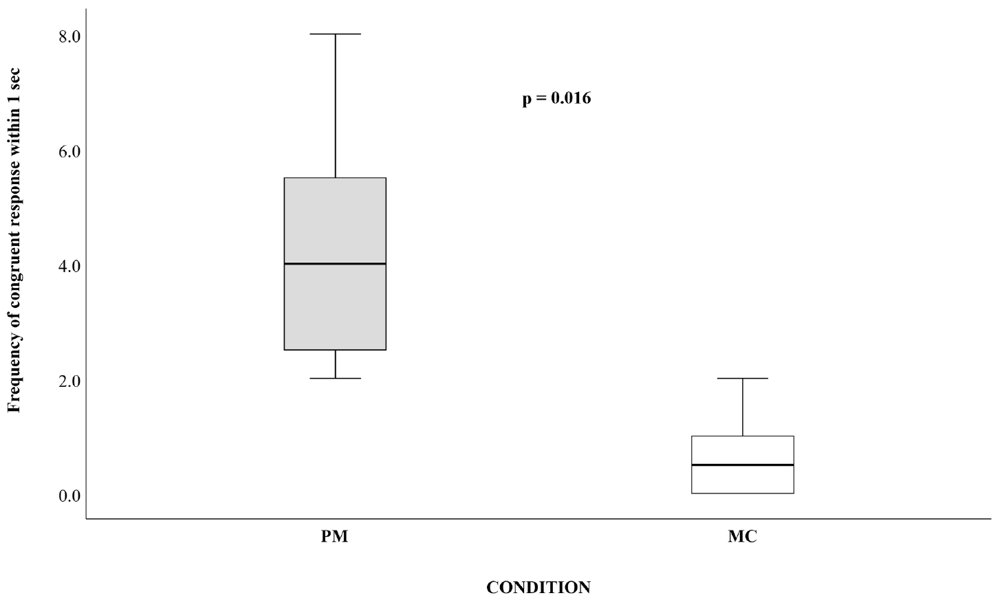 Frequency of congruent response within 1 sec
8.0
6.0
4.0
2.0
0.0
p = 0.016
PM
MC
CONDITION